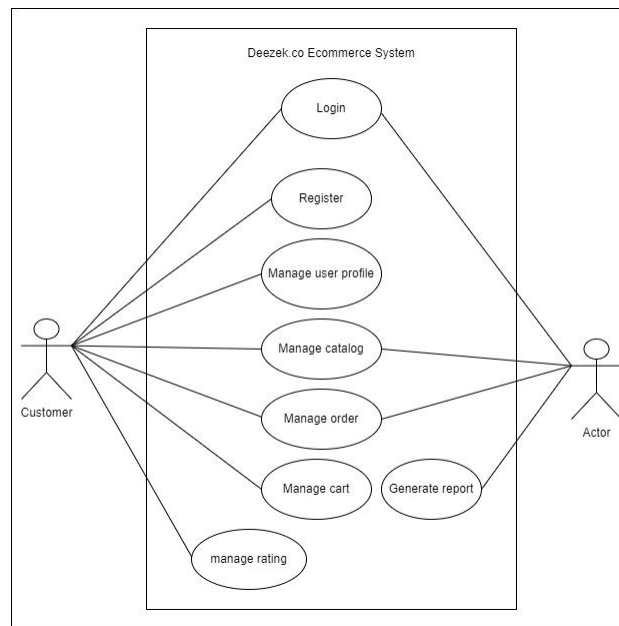 Deezek.co Ecommerce System
Login
Register
Manage user profile
Manage catalog
Customer
Manage order
Actor
Manage cart
Generate report
manage rating